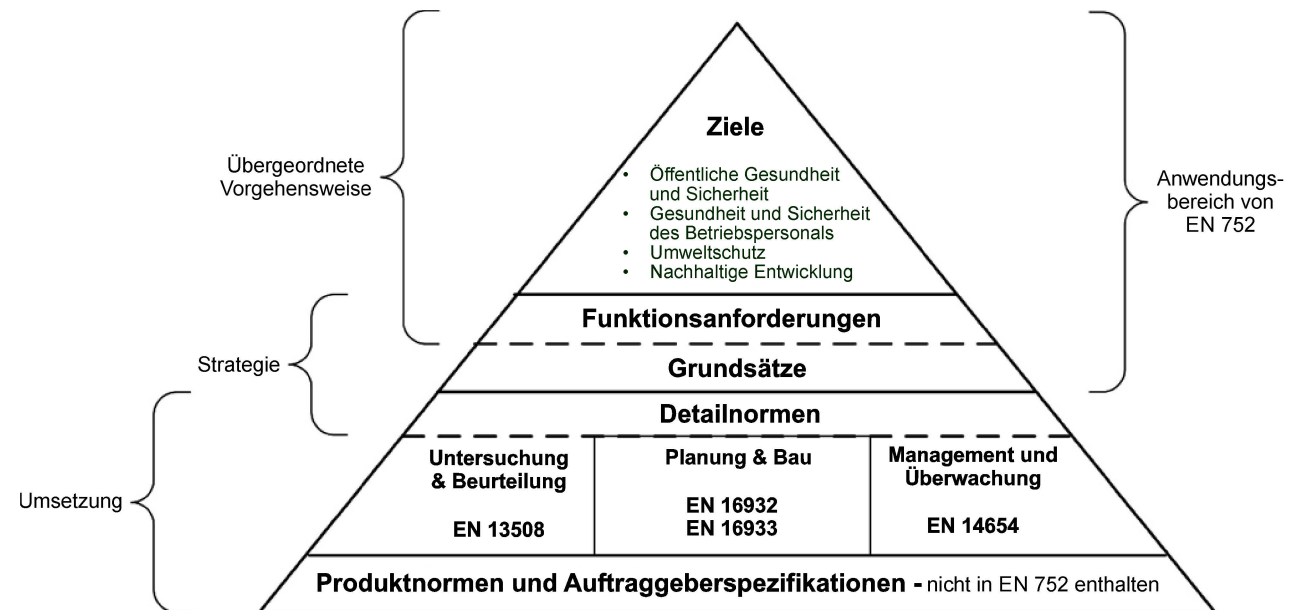 Ziele
• Öffentliche Gesundheit
und Sicherheit
• Gesundheit und Sicherheit
des Betriebspersonals
• Umweltschutz
• Nachhaltige Entwicklung
Übergeordnete
Vorgehensweise
Anwendungs-
bereich von
EN 752
Funktionsanforderungen
Strategie
Grundsätze
Detailnormen
Untersuchung
& Beurteilung
EN 13508
Planung & Bau
EN 16932
EN 16933
Management und
Überwachung
EN 14654
Umsetzung
Produktnormen und Auftraggeberspezifikationen - nicht in EN 752 enthalten